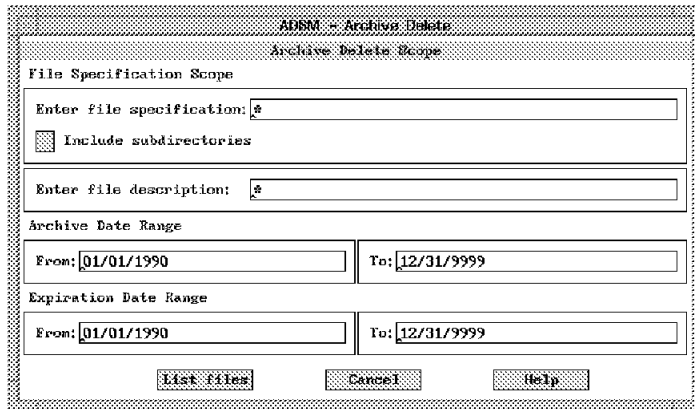 ADSM - Archive Delete
Archive Delete Scope
File Specification Scope
Enter file specification: *
Include subdirectories
Enter file description: *
Archive Date Range
From: 01/01/1990 To: 12/31/9999
Expiration Date Range
From: 01/01/1990 To: 12/31/9999
List files Cancel Help